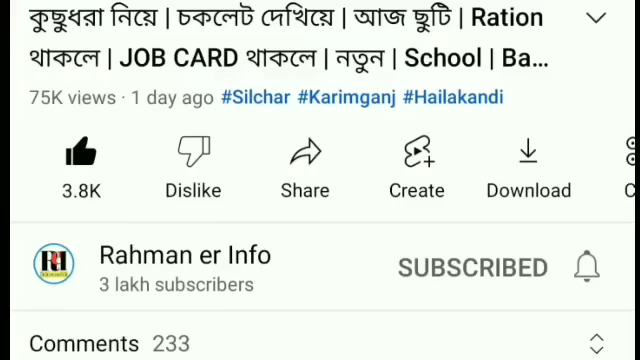 কুছুধরা নিয়ে | চকলেট দেখিয়ে | আজ ছুটি | Ration
থাকলে | JOB CARD থাকলে | নতুন | School | Ba...
75K views · 1 day ago #Silchar #Karimganj #Hailakandi
3.8K Dislike Share Create Download
Rahman er Info
SUBSCRIBED
3 lakh subscribers
Comments 233